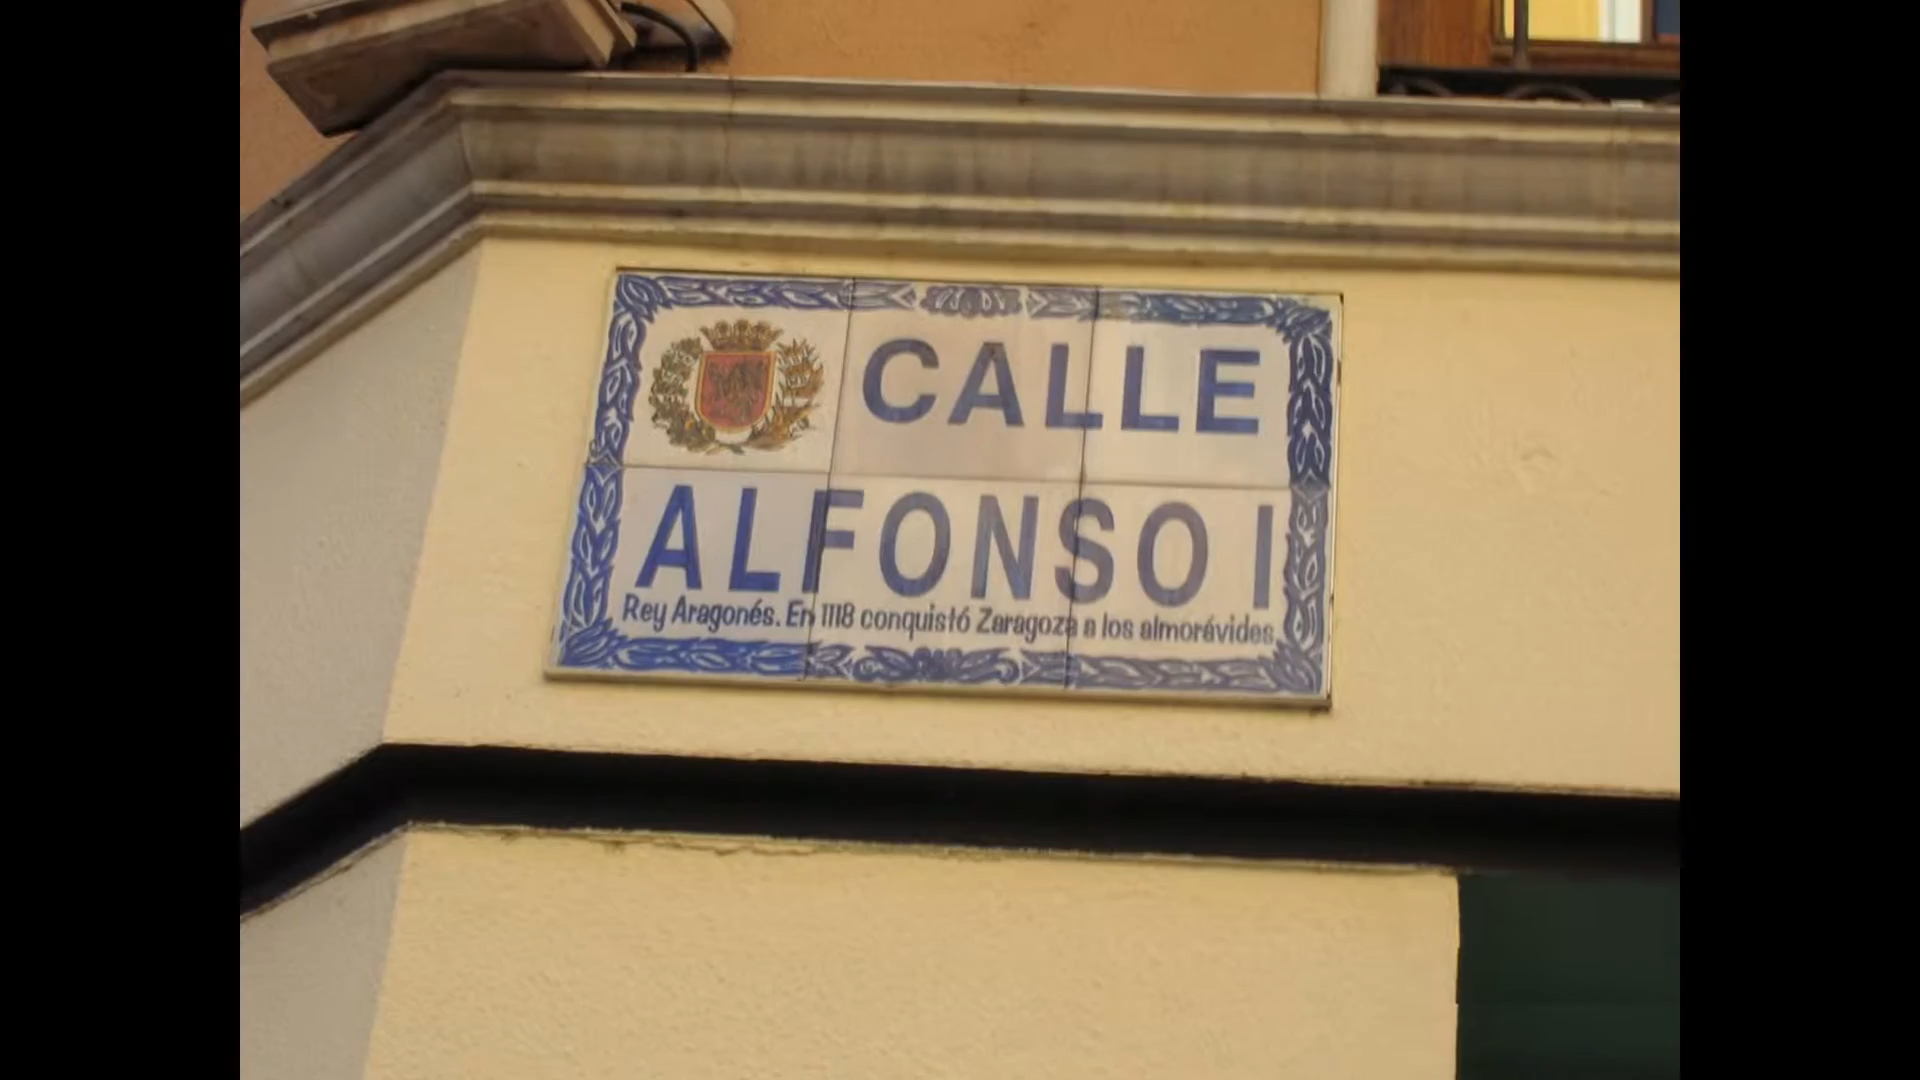 CALLE
ALFONSO I
Rey Aragonés. En 1118 conquistó Zaragoza a los almorávides